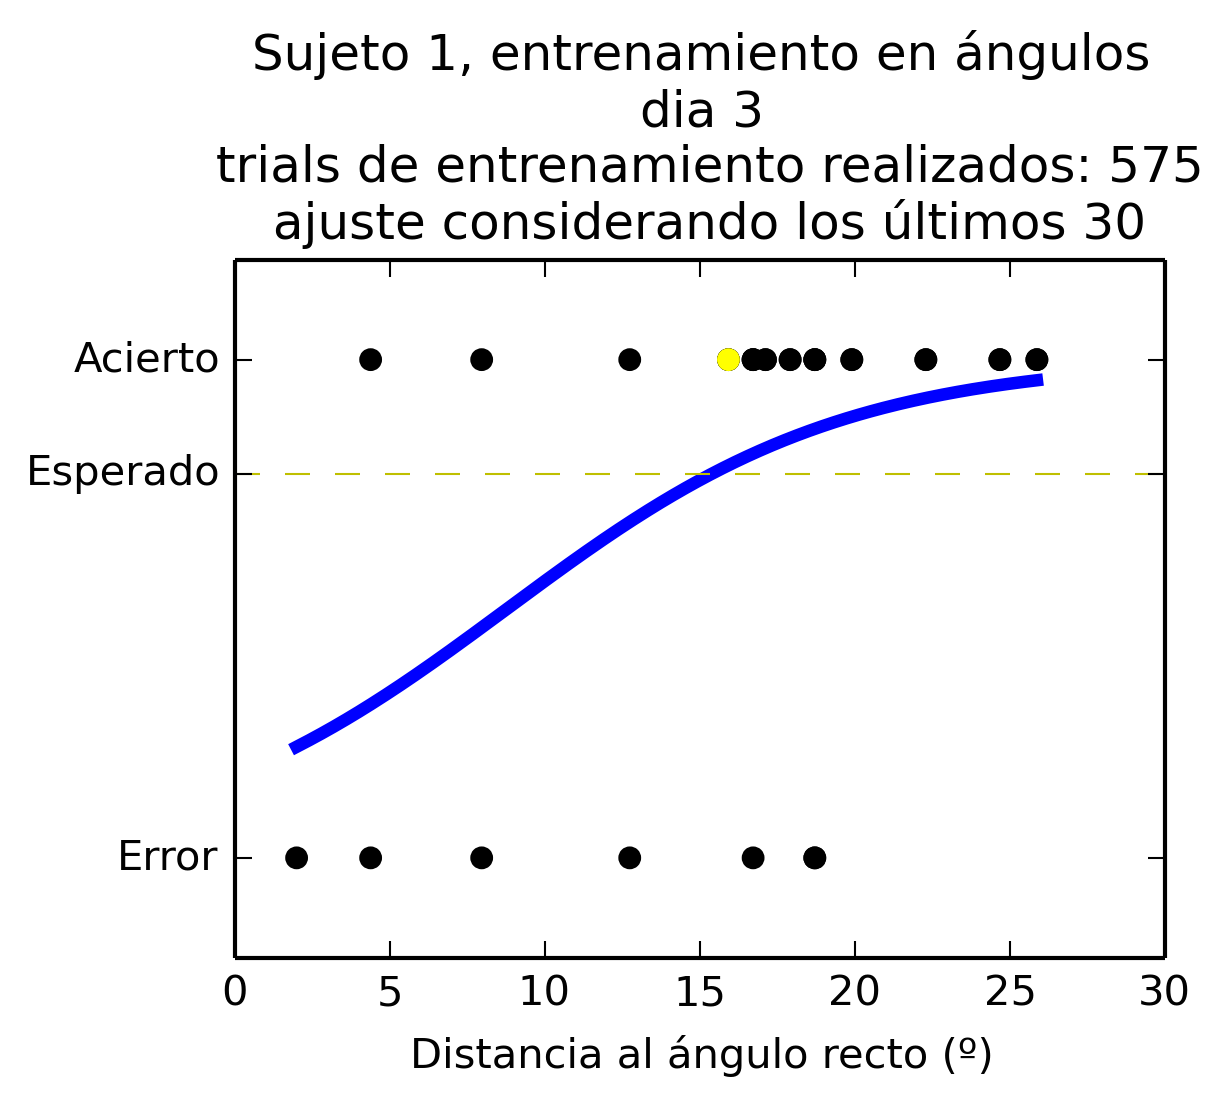 Sujeto 1, entrenamiento en ángulos
dia 3
trials de entrenamiento realizados: 575
ajuste considerando los últimos 30
Acierto
Esperado
Error
0 5 10 15 20 25 30
Distancia al ángulo recto (º)